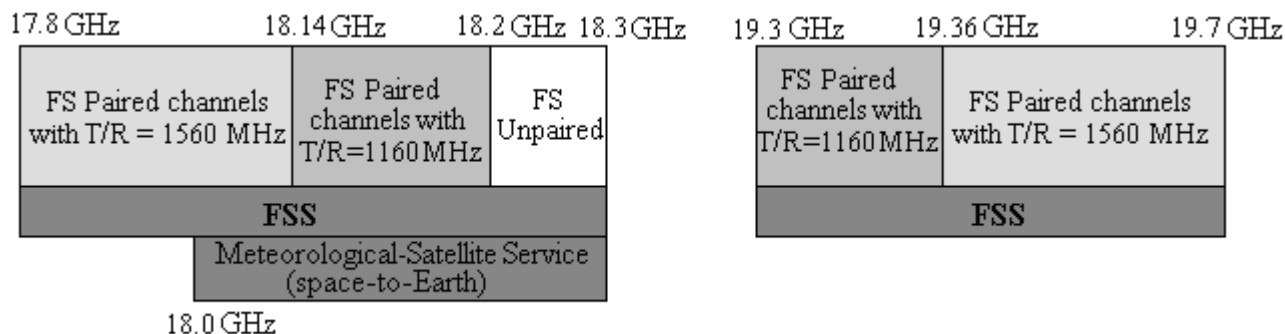 17.8 GHz 18.14 GHz 18.2 GHz 18.3 GHz 19.3 GHz 19.36 GHz 19.7 GHz
FS Paired channels
with T/R = 1560 MHz
FS Paired
channels with
T/R=1160 MHz
FS
Unpaired
FS Paired
channels with
T/R=1160 MHz
FS Paired channels
with T/R = 1560 MHz
FSS
FSS
Meteorological-Satellite Service
(space-to-Earth)
18.0 GHz